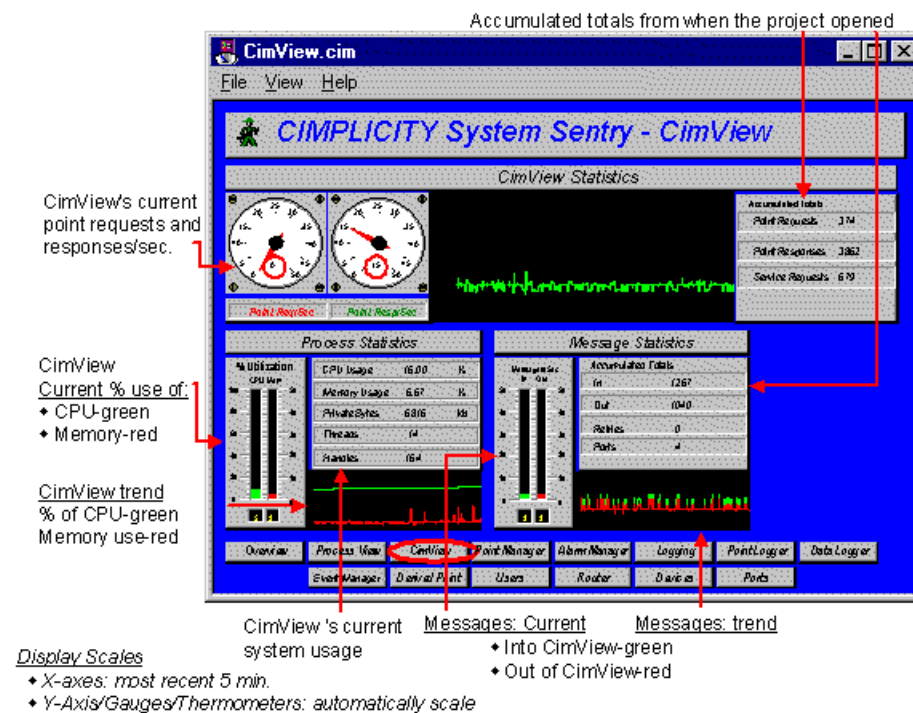 Accumulated totals from when the project opened
CimView.cim
File View Help
CIMPLICITY System Sentry - CimView
CimView Statistics
CimView's current
point requests and
responses/sec.
Accumulated Totals
Point Requests 374
Point Responses 3862
Service Requests 679
Point Req/Sec
Point Resp/Sec
Process Statistics
Message Statistics
CimView
Current % use of:
◆ CPU-green
◆ Memory-red
% Utilization
CPU Mem
CPU Usage 16.00 %
Memory Usage 6.67 %
PrivateBytes 6816 kb
Threads 14
Handles 164
In Out
Accumulated Totals
In 1267
Out 1040
Retries 0
Ports 4
CimView trend
% of CPU-green
Memory use-red
Overview Process View CimView Point Manager Alarm Manager Logging PointLogger DataLogger
Event Manager Derived Point Users Router Devices Ports
CimView 's current
system usage
Messages: Current
◆ Into CimView-green
◆ Out of CimView-red
Messages: trend
Display Scales
◆ X-axes: most recent 5 min.
◆ Y-Axis/Gauges/Thermometers: automatically scale